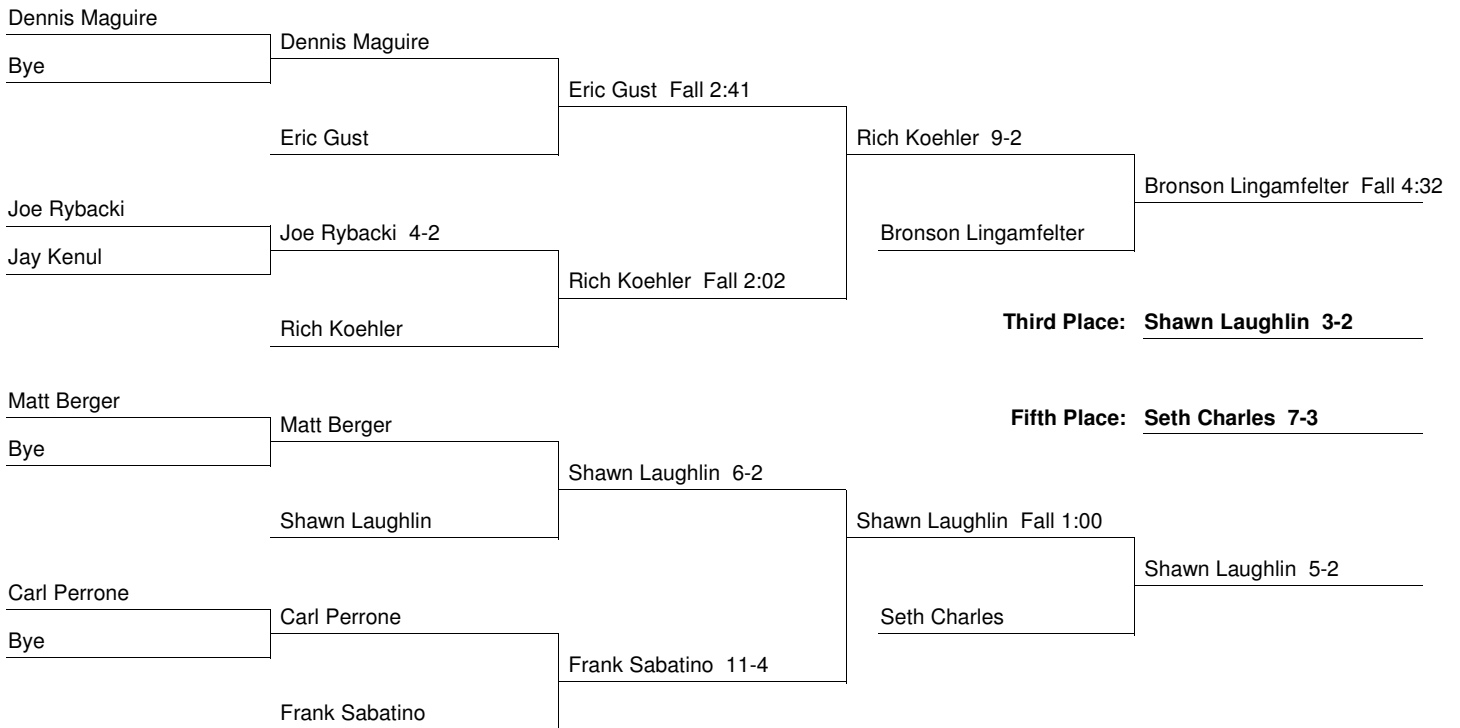 Dennis Maguire
Dennis Maguire
Bye
Eric Gust Fall 2:41
Eric Gust
Rich Koehler 9-2
Bronson Lingamfelter Fall 4:32
Joe Rybacki
Joe Rybacki 4-2
Bronson Lingamfelter
Jay Kenul
Rich Koehler Fall 2:02
Rich Koehler
Third Place: Shawn Laughlin 3-2
Matt Berger
Matt Berger
Fifth Place: Seth Charles 7-3
Bye
Shawn Laughlin 6-2
Shawn Laughlin
Shawn Laughlin Fall 1:00
Shawn Laughlin 5-2
Carl Perrone
Carl Perrone
Seth Charles
Bye
Frank Sabatino 11-4
Frank Sabatino